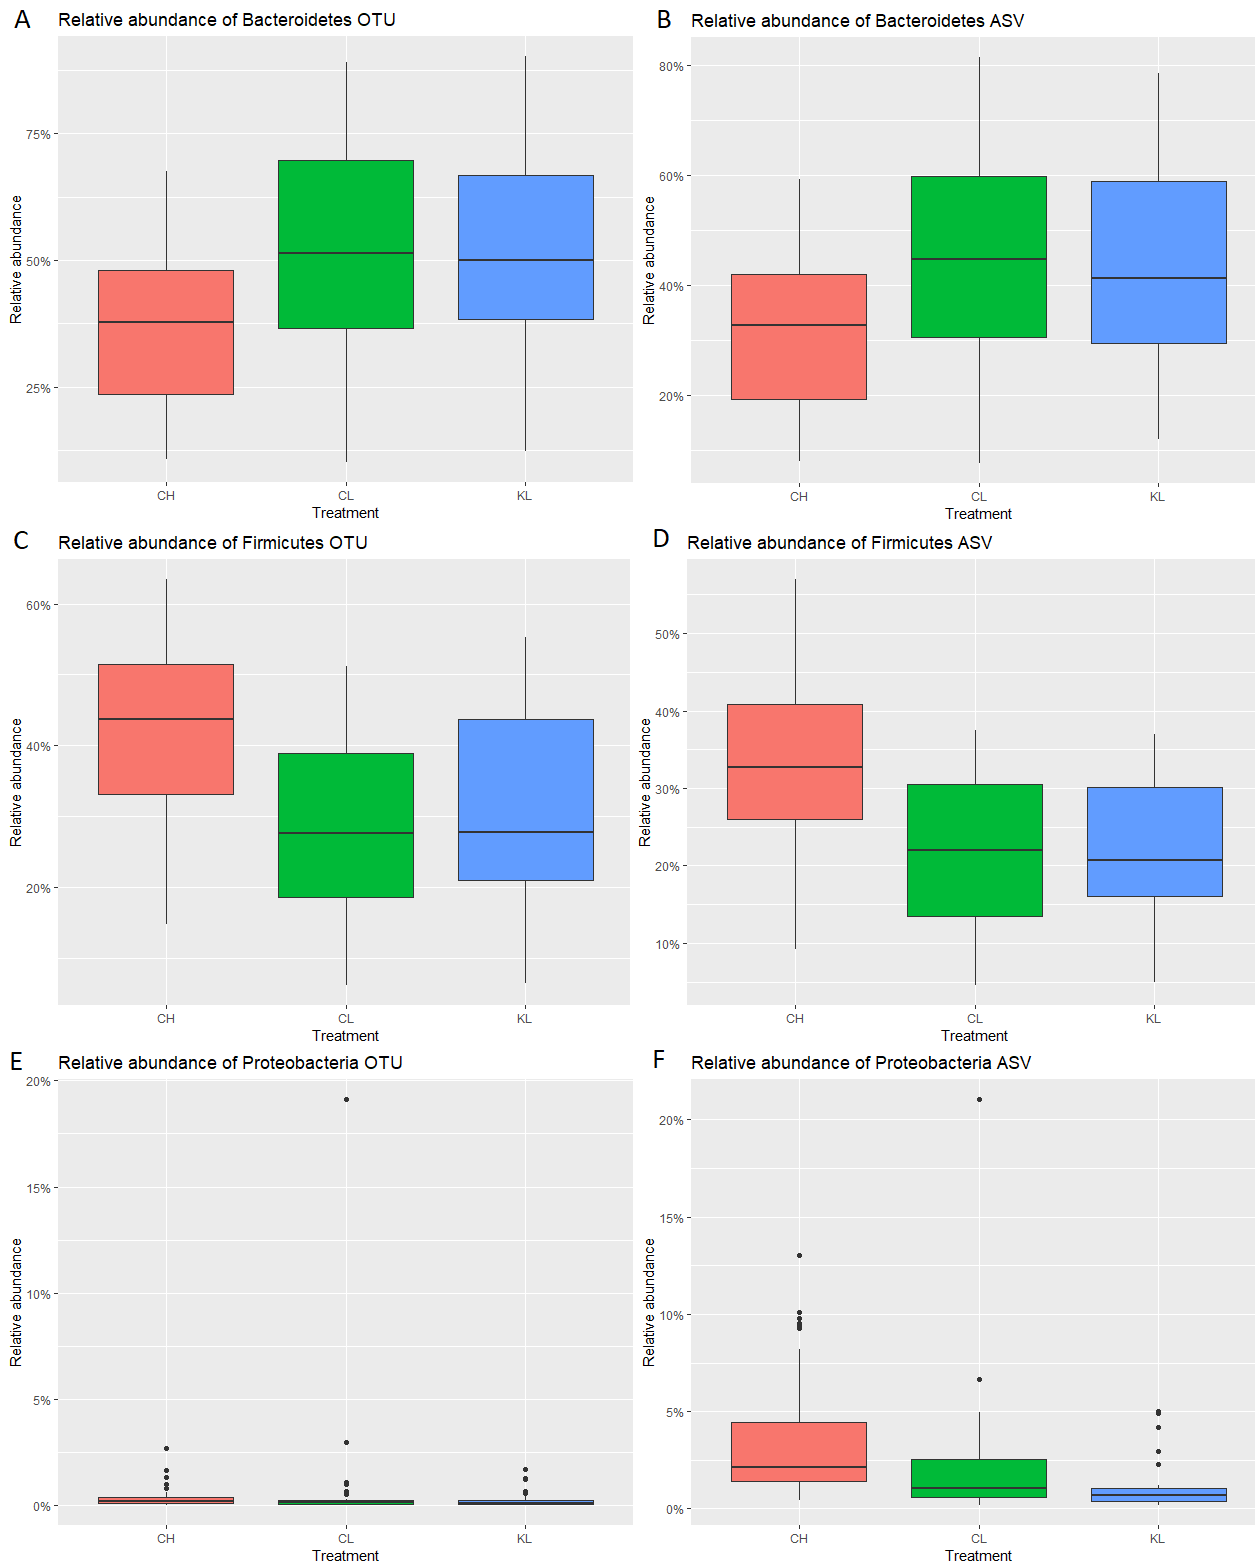 A Relative abundance of Bacteroidetes OTU
Relative abundance
75%
50%
25%
CH CL KL
Treatment
B Relative abundance of Bacteroidetes ASV
Relative abundance
80%
60%
40%
20%
CH CL KL
Treatment
C Relative abundance of Firmicutes OTU
Relative abundance
60%
40%
20%
CH CL KL
Treatment
D Relative abundance of Firmicutes ASV
Relative abundance
50%
40%
30%
20%
10%
CH CL KL
Treatment
E Relative abundance of Proteobacteria OTU
Relative abundance
20%
15%
10%
5%
0%
CH CL KL
Treatment
F Relative abundance of Proteobacteria ASV
Relative abundance
20%
15%
10%
5%
0%
CH CL KL
Treatment